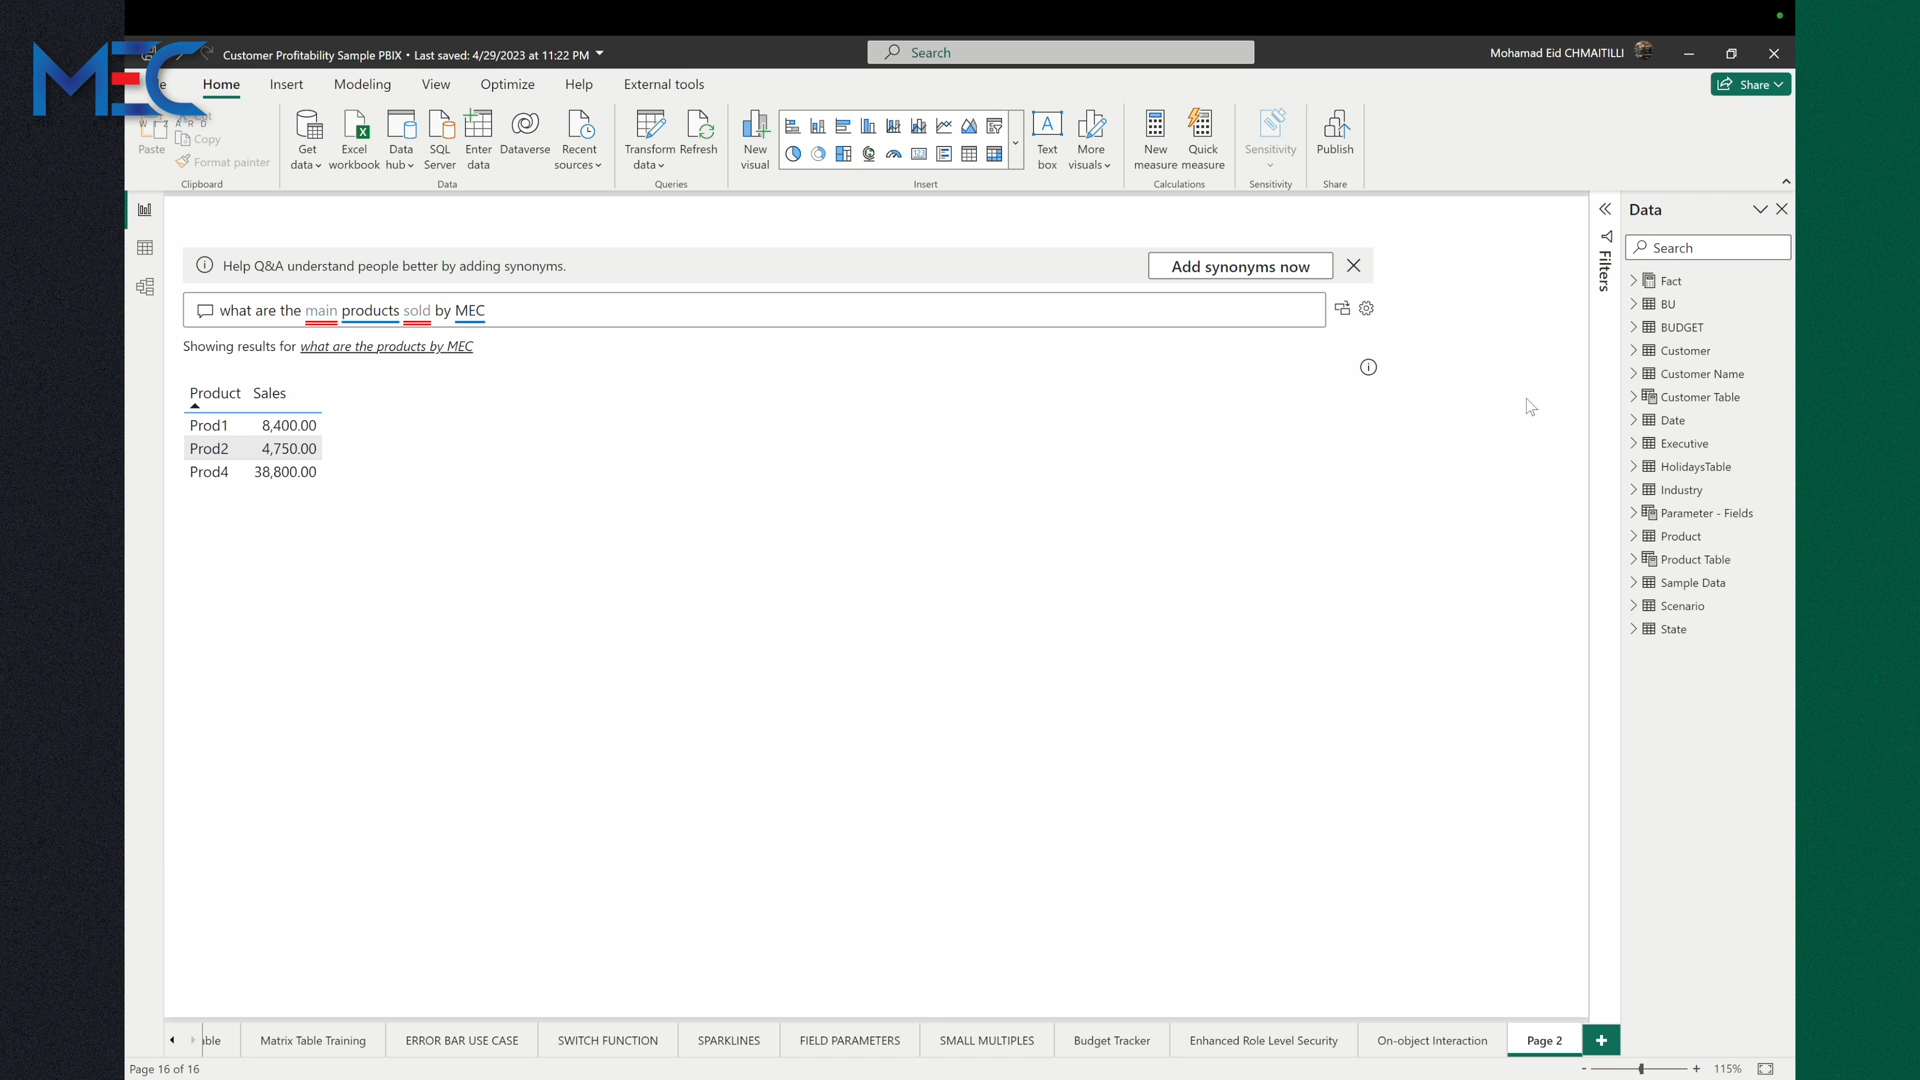 MEC
Customer Profitability Sample PBIX • Last saved: 4/29/2023 at 11:22 PM
Search
Mohamad Eid CHMAITILLI
Home Insert Modeling View Optimize Help External tools
Share
Paste
Cut
Copy
Format painter
Clipboard
Get data
Excel workbook
Data hub
SQL Server
Enter data
Dataverse
Recent sources
Data
Transform data
Refresh
Queries
New visual
Text box
More visuals
Insert
New measure
Quick measure
Calculations
Sensitivity
Sensitivity
Publish
Share
Help Q&A understand people better by adding synonyms.
Add synonyms now
what are the main products sold by MEC
Showing results for what are the products by MEC
Product Sales
Prod1 8,400.00
Prod2 4,750.00
Prod4 38,800.00
Filters
Data
Search
Fact
BU
BUDGET
Customer
Customer Name
Customer Table
Date
Executive
HolidaysTable
Industry
Parameter - Fields
Product
Product Table
Sample Data
Scenario
State
Matrix Table Training
ERROR BAR USE CASE
SWITCH FUNCTION
SPARKLINES
FIELD PARAMETERS
SMALL MULTIPLES
Budget Tracker
Enhanced Role Level Security
On-object Interaction
Page 2
Page 16 of 16
115%